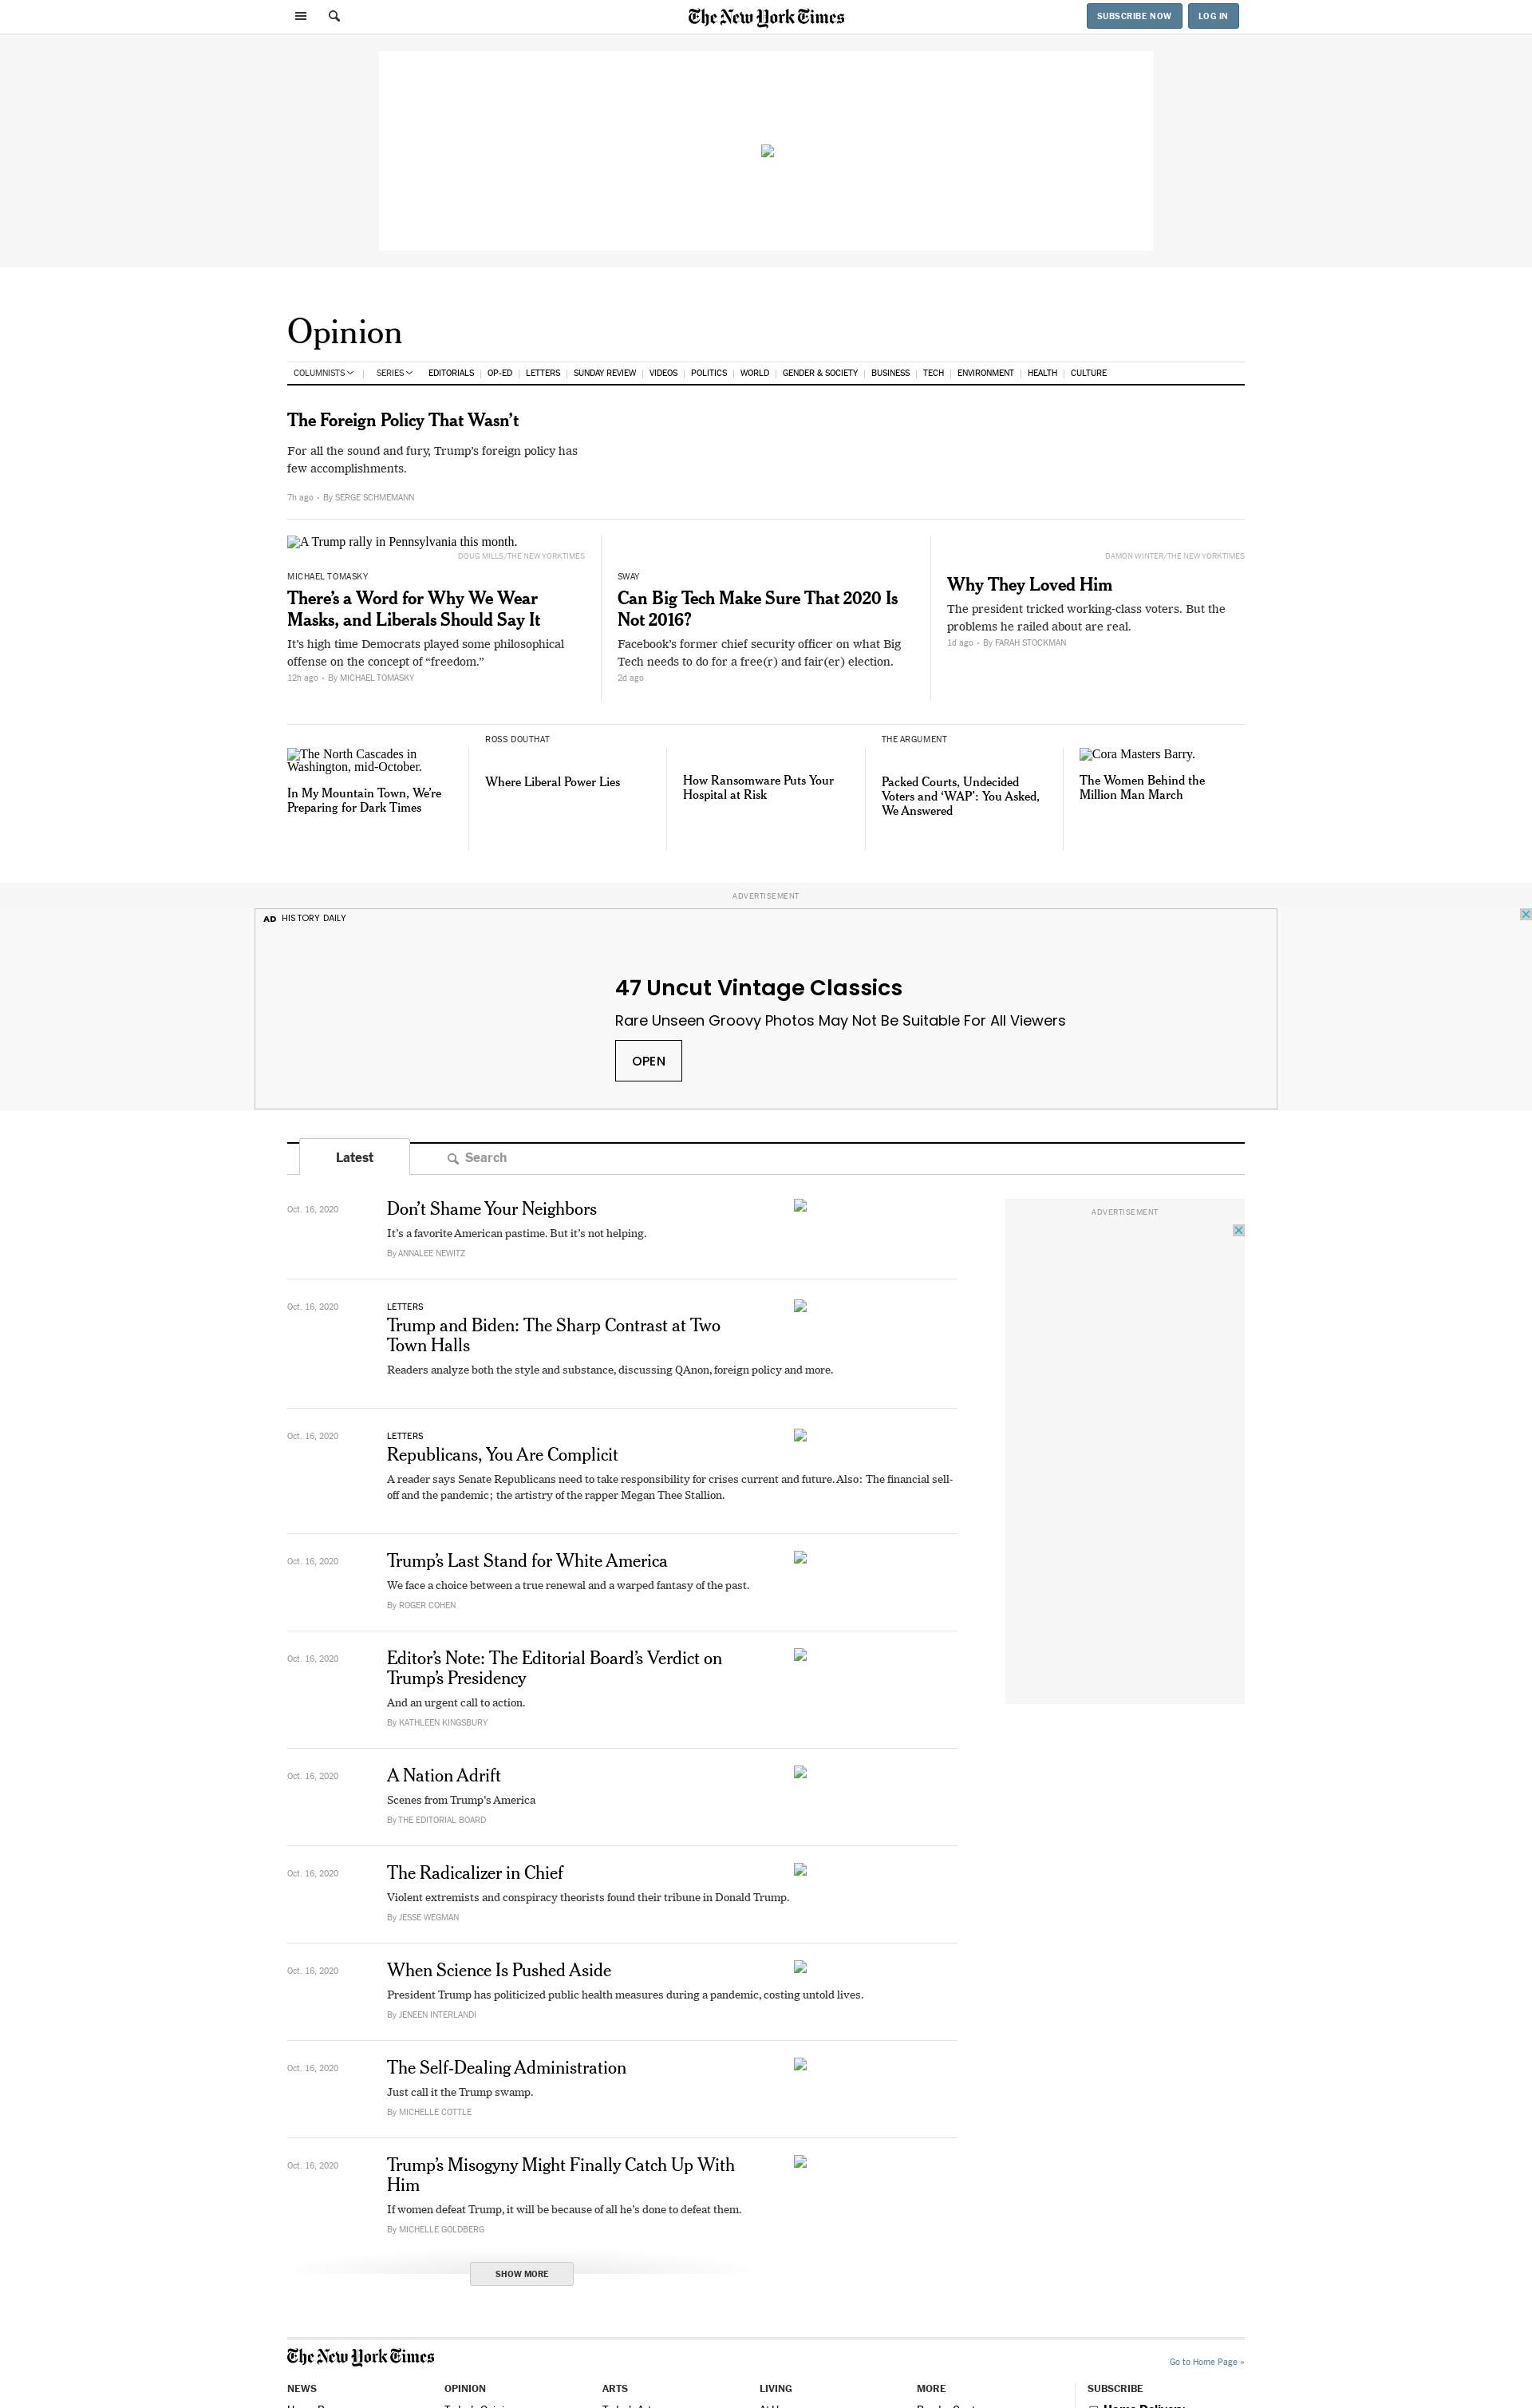 The New York Times
SUBSCRIBE NOW
LOG IN
Opinion
COLUMNISTS
SERIES
EDITORIALS
OP-ED
LETTERS
SUNDAY REVIEW
VIDEOS
POLITICS
WORLD
GENDER & SOCIETY
BUSINESS
TECH
ENVIRONMENT
HEALTH
CULTURE
The Foreign Policy That Wasn’t
For all the sound and fury, Trump’s foreign policy has
few accomplishments.
7h ago • By SERGE SCHMEMANN
A Trump rally in Pennsylvania this month.
DOUG MILLS/THE NEW YORK TIMES
MICHAEL TOMASKY
There’s a Word for Why We Wear
Masks, and Liberals Should Say It
It’s high time Democrats played some philosophical
offense on the concept of “freedom.”
12h ago • By MICHAEL TOMASKY
SWAY
Can Big Tech Make Sure That 2020 Is
Not 2016?
Facebook’s former chief security officer on what Big
Tech needs to do for a free(r) and fair(er) election.
2d ago
DAMON WINTER/THE NEW YORK TIMES
Why They Loved Him
The president tricked working-class voters. But the
problems he railed about are real.
1d ago • By FARAH STOCKMAN
The North Cascades in
Washington, mid-October.
In My Mountain Town, We’re
Preparing for Dark Times
ROSS DOUTHAT
Where Liberal Power Lies
How Ransomware Puts Your
Hospital at Risk
THE ARGUMENT
Packed Courts, Undecided
Voters and ‘WAP’: You Asked,
We Answered
Cora Masters Barry.
The Women Behind the
Million Man March
ADVERTISEMENT
AD HISTORY DAILY
47 Uncut Vintage Classics
Rare Unseen Groovy Photos May Not Be Suitable For All Viewers
OPEN
Latest
Search
ADVERTISEMENT
Oct. 16, 2020
Don’t Shame Your Neighbors
It’s a favorite American pastime. But it’s not helping.
By ANNALEE NEWITZ
Oct. 16, 2020
LETTERS
Trump and Biden: The Sharp Contrast at Two
Town Halls
Readers analyze both the style and substance, discussing QAnon, foreign policy and more.
Oct. 16, 2020
LETTERS
Republicans, You Are Complicit
A reader says Senate Republicans need to take responsibility for crises current and future. Also: The financial sell-
off and the pandemic; the artistry of the rapper Megan Thee Stallion.
Oct. 16, 2020
Trump’s Last Stand for White America
We face a choice between a true renewal and a warped fantasy of the past.
By ROGER COHEN
Oct. 16, 2020
Editor’s Note: The Editorial Board’s Verdict on
Trump’s Presidency
And an urgent call to action.
By KATHLEEN KINGSBURY
Oct. 16, 2020
A Nation Adrift
Scenes from Trump’s America
By THE EDITORIAL BOARD
Oct. 16, 2020
The Radicalizer in Chief
Violent extremists and conspiracy theorists found their tribune in Donald Trump.
By JESSE WEGMAN
Oct. 16, 2020
When Science Is Pushed Aside
President Trump has politicized public health measures during a pandemic, costing untold lives.
By JENEEN INTERLANDI
Oct. 16, 2020
The Self-Dealing Administration
Just call it the Trump swamp.
By MICHELLE COTTLE
Oct. 16, 2020
Trump’s Misogyny Might Finally Catch Up With
Him
If women defeat Trump, it will be because of all he’s done to defeat them.
By MICHELLE GOLDBERG
SHOW MORE
The New York Times
Go to Home Page »
NEWS
OPINION
ARTS
LIVING
MORE
SUBSCRIBE